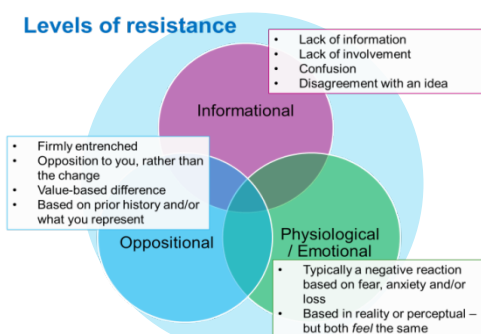 Levels of resistance
• Lack of information
• Lack of involvement
• Confusion
• Disagreement with an idea
Informational
• Firmly entrenched
• Opposition to you, rather than
the change
• Value-based difference
• Based on prior history and/or
what you represent
Oppositional
Physiological
/ Emotional
• Typically a negative reaction
based on fear, anxiety and/or
loss
• Based in reality or perceptual –
but both feel the same